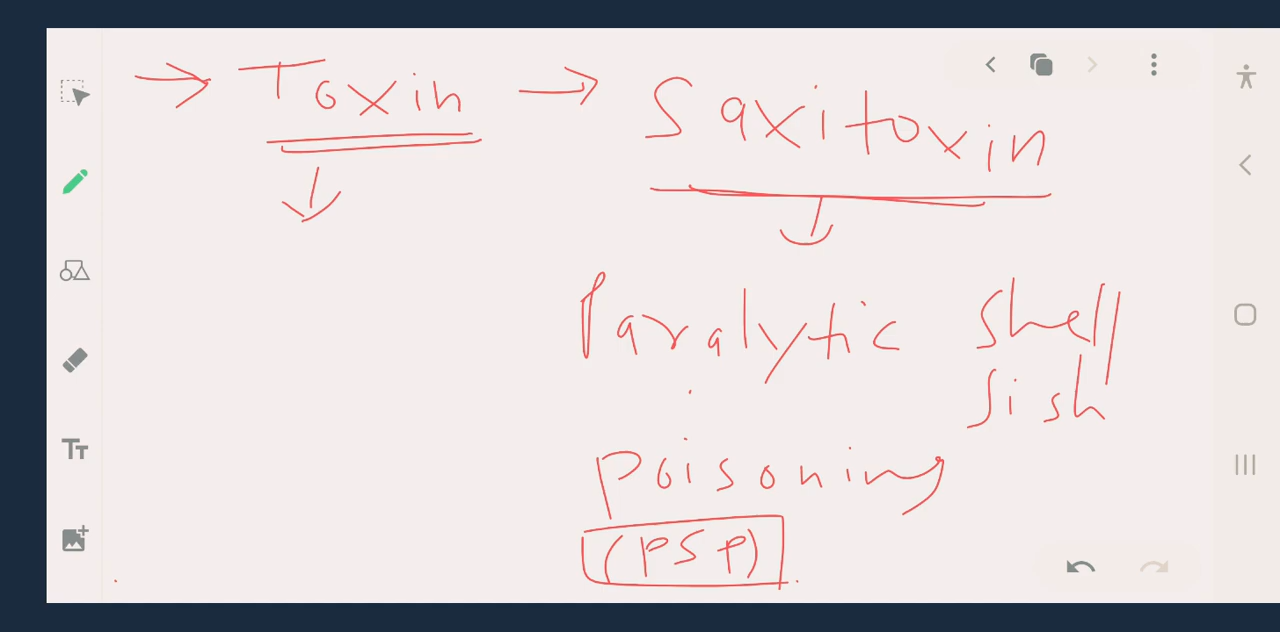 → Toxin → Saxitoxin
Paralytic shell
fish
poisoning
(PSP)